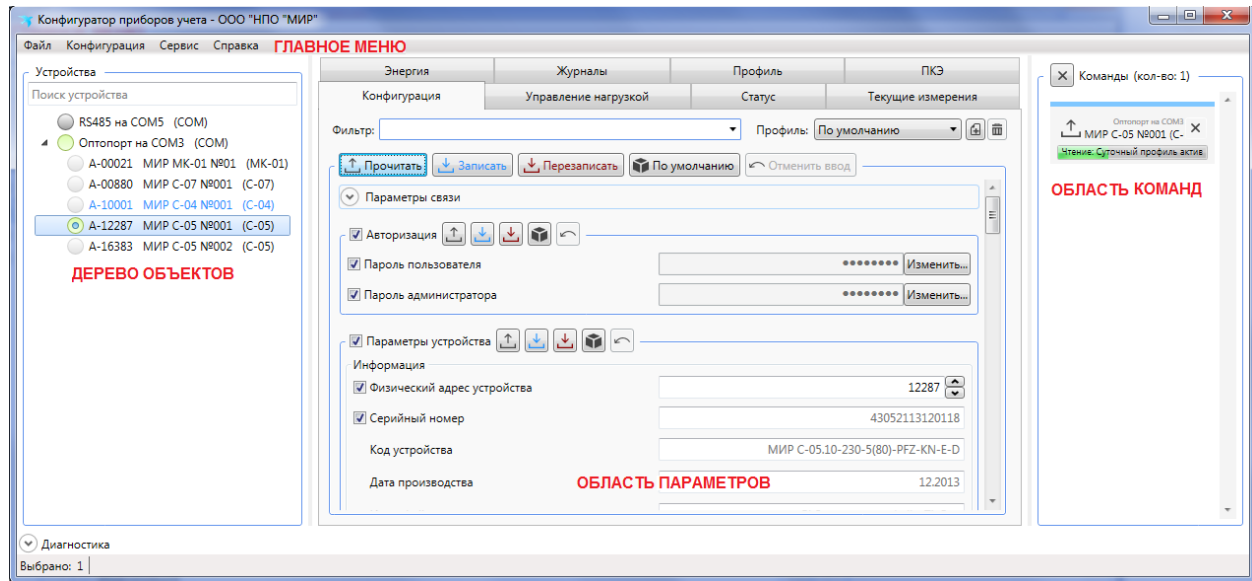 Конфигуратор приборов учета - ООО "НПО "МИР"
Файл Конфигурация Сервис Справка ГЛАВНОЕ МЕНЮ
Устройства
Поиск устройства
RS485 на COM5 (COM)
Оптопорт на COM3 (COM)
A-00021 МИР МК-01 №01 (МК-01)
A-00880 МИР С-07 №001 (С-07)
A-10001 МИР С-04 №001 (С-04)
A-12287 МИР С-05 №001 (С-05)
A-16383 МИР С-05 №002 (С-05)
ДЕРЕВО ОБЪЕКТОВ
Энергия Журналы Профиль ПКЭ
Конфигурация Управление нагрузкой Статус Текущие измерения
Фильтр: Профиль: По умолчанию
Прочитать Записать Перезаписать По умолчанию Отменить ввод
Параметры связи
Авторизация
Пароль пользователя Изменить...
Пароль администратора Изменить...
Параметры устройства
Информация
Физический адрес устройства 12287
Серийный номер 43052113120118
Код устройства МИР С-05.10-230-5(80)-PFZ-KN-E-D
Дата производства 12.2013
ОБЛАСТЬ ПАРАМЕТРОВ
Команды (кол-во: 1)
Оптопорт на COM3
МИР С-05 №001 (С-
Чтение: Суточный профиль актив
ОБЛАСТЬ КОМАНД
Диагностика
Выбрано: 1